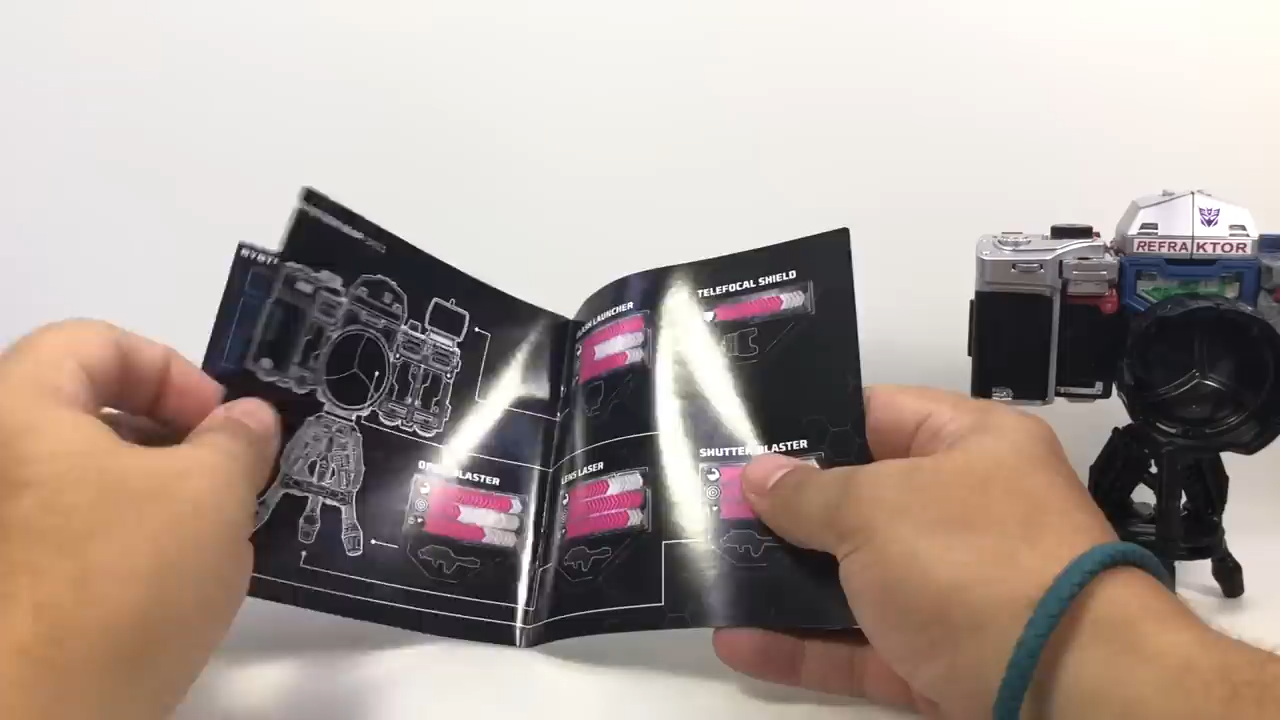 TELEFOCAL SHIELD
LAUNCHER
SHUTTER BLASTER
LENS LASER
BLASTER
REFRAKTOR